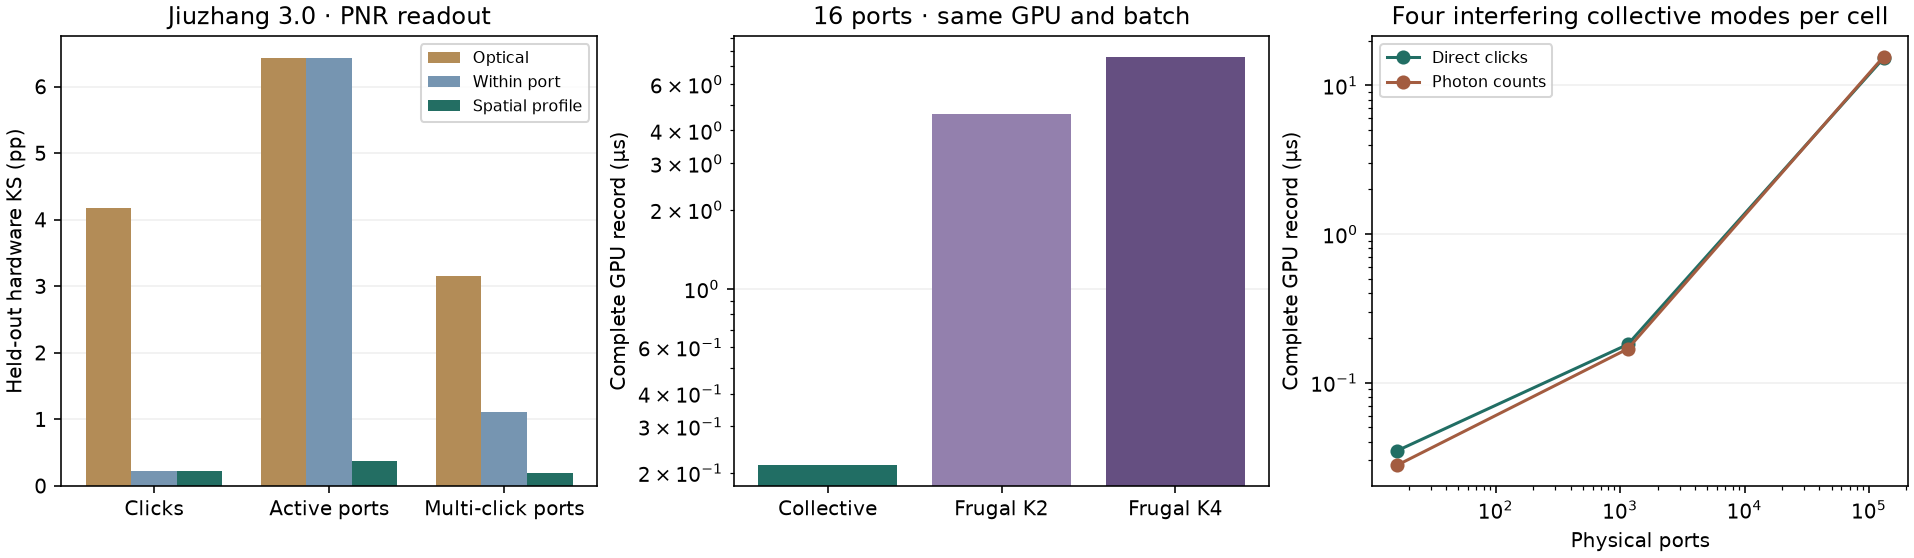 Jiuzhang 3.0 · PNR readout
Held-out hardware KS (pp)
6
5
4
3
2
1
0
Optical
Within port
Spatial profile
Clicks
Active ports
Multi-click ports
16 ports · same GPU and batch
Complete GPU record (µs)
6 × 10⁰
4 × 10⁰
3 × 10⁰
2 × 10⁰
10⁰
6 × 10⁻¹
4 × 10⁻¹
3 × 10⁻¹
2 × 10⁻¹
Collective
Frugal K2
Frugal K4
Four interfering collective modes per cell
Complete GPU record (µs)
10¹
10⁰
10⁻¹
Direct clicks
Photon counts
10²
10³
10⁴
10⁵
Physical ports